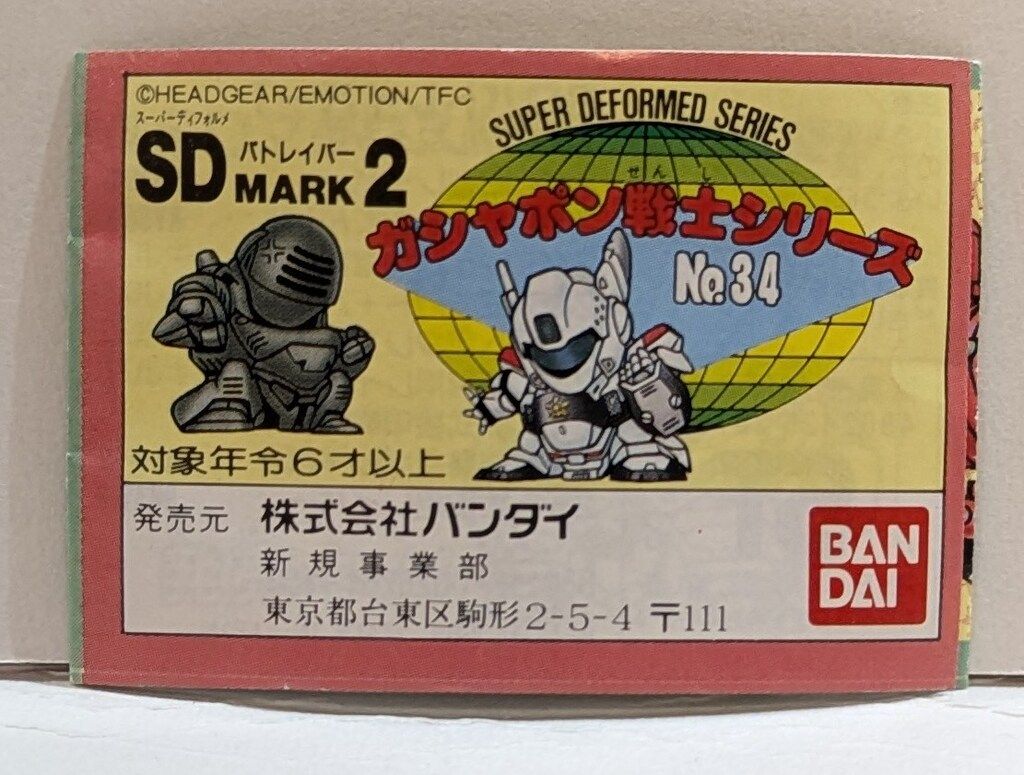 ©HEADGEAR/EMOTION/TFC
スーパーディフォルメ
SD パトレイバー MARK 2
SUPER DEFORMED SERIES
せんし
ガシャポン戦士シリーズ
No.34
対象年令6才以上
発売元 株式会社バンダイ
新規事業部
東京都台東区駒形2-5-4 〒111
BAN
DAI